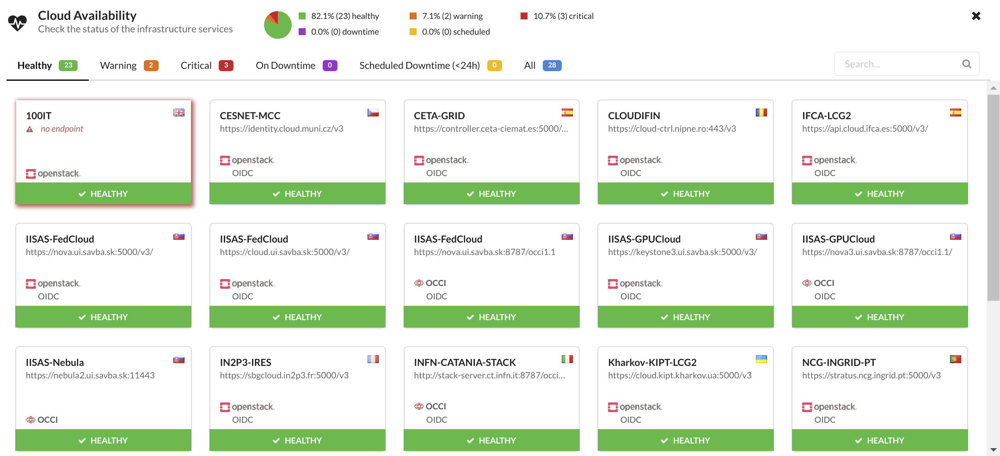 Cloud Availability
Check the status of the infrastructure services
82.1% (23) healthy
7.1% (2) warning
10.7% (3) critical
0.0% (0) downtime
0.0% (0) scheduled
Healthy 23
Warning 2
Critical 3
On Downtime 0
Scheduled Downtime (<24h) 0
All 28
Search...
100IT
no endpoint
openstack.
HEALTHY
CESNET-MCC
https://identity.cloud.muni.cz/v3
openstack.
OIDC
HEALTHY
CETA-GRID
https://controller.ceta-ciemat.es:5000/...
openstack.
OIDC
HEALTHY
CLOUDIFIN
https://cloud-ctrl.nipne.ro:443/v3
openstack.
OIDC
HEALTHY
IFCA-LCG2
https://api.cloud.ifca.es:5000/v3/
openstack.
OIDC
HEALTHY
IISAS-FedCloud
https://nova.ui.savba.sk:5000/v3/
openstack.
OIDC
HEALTHY
IISAS-FedCloud
https://cloud.ui.savba.sk:5000/v3/
openstack.
OIDC
HEALTHY
IISAS-FedCloud
https://nova.ui.savba.sk:8787/occi1.1
OCCI
OIDC
HEALTHY
IISAS-GPUCloud
https://keystone3.ui.savba.sk:5000/v3/
openstack.
OIDC
HEALTHY
IISAS-GPUCloud
https://nova3.ui.savba.sk:8787/occi1.1/
OCCI
OIDC
HEALTHY
IISAS-Nebula
https://nebula2.ui.savba.sk:11443
OCCI
HEALTHY
IN2P3-IRES
https://sbgcloud.in2p3.fr:5000/v3
openstack.
OIDC
HEALTHY
INFN-CATANIA-STACK
http://stack-server.ct.infn.it:8787/occi...
OCCI
OIDC
HEALTHY
Kharkov-KIPT-LCG2
https://cloud.kipt.kharkov.ua:5000/v3
openstack.
OIDC
HEALTHY
NCG-INGRID-PT
https://stratus.ncg.ingrid.pt:5000/v3
openstack.
OIDC
HEALTHY